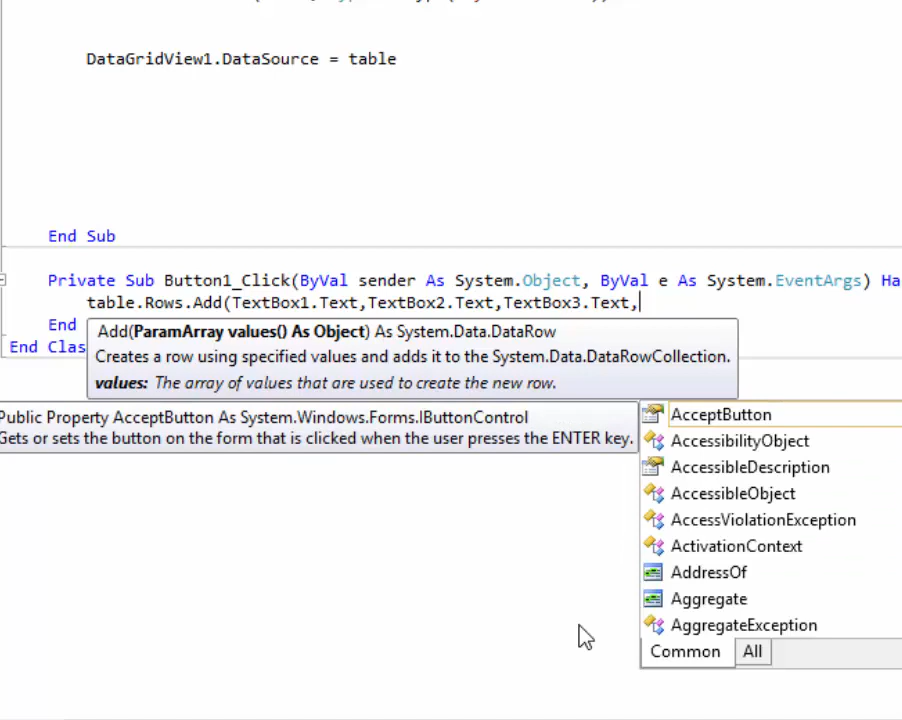 DataGridView1.DataSource = table
End Sub
Private Sub Button1_Click(ByVal sender As System.Object, ByVal e As System.EventArgs) Ha
table.Rows.Add(TextBox1.Text,TextBox2.Text,TextBox3.Text,
End
End Clas
Add(ParamArray values() As Object) As System.Data.DataRow
Creates a row using specified values and adds it to the System.Data.DataRowCollection.
values: The array of values that are used to create the new row.
Public Property AcceptButton As System.Windows.Forms.IButtonControl
Gets or sets the button on the form that is clicked when the user presses the ENTER key.
AcceptButton
AccessibilityObject
AccessibleDescription
AccessibleObject
AccessViolationException
ActivationContext
AddressOf
Aggregate
AggregateException
Common All